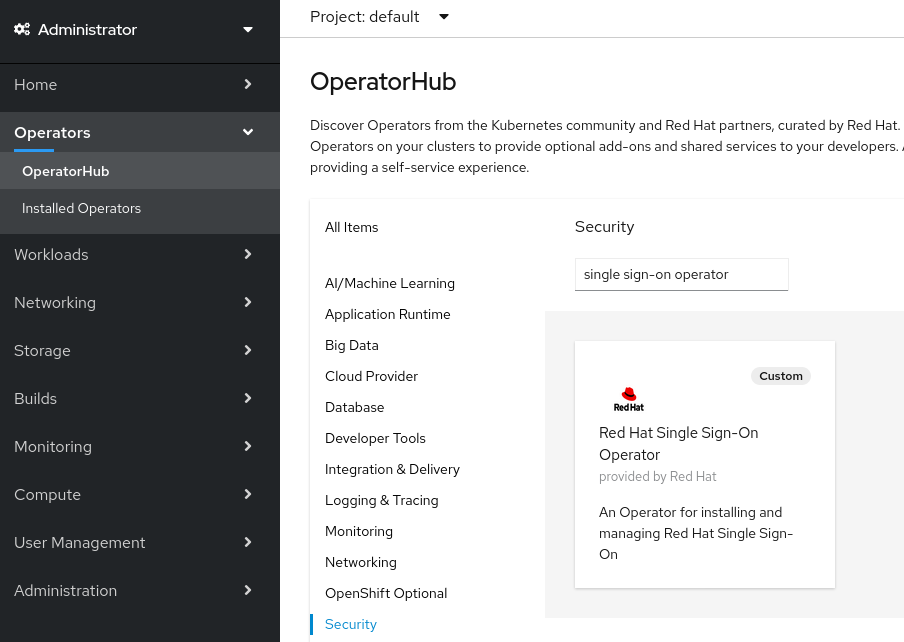 Administrator
Home
Operators
OperatorHub
Installed Operators
Workloads
Networking
Storage
Builds
Monitoring
Compute
User Management
Administration
Project: default
OperatorHub
Discover Operators from the Kubernetes community and Red Hat partners, curated by Red Hat.
Operators on your clusters to provide optional add-ons and shared services to your developers.
providing a self-service experience.
All Items
AI/Machine Learning
Application Runtime
Big Data
Cloud Provider
Database
Developer Tools
Integration & Delivery
Logging & Tracing
Monitoring
Networking
OpenShift Optional
Security
Security
single sign-on operator
Custom
Red Hat
Red Hat Single Sign-On
Operator
provided by Red Hat
An Operator for installing and
managing Red Hat Single Sign-
On